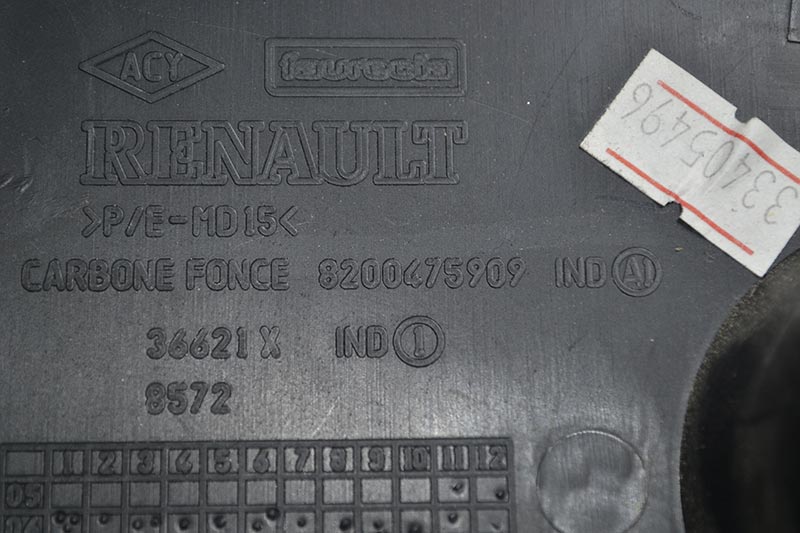 ACY faurecia
RENAULT
>P/E-MD15<
CARBONE FONCE 8200475909 IND A1
36621 X IND 1
8572
33405496
1 2 3 4 5 6 7 8 9 10 11 12
05
06